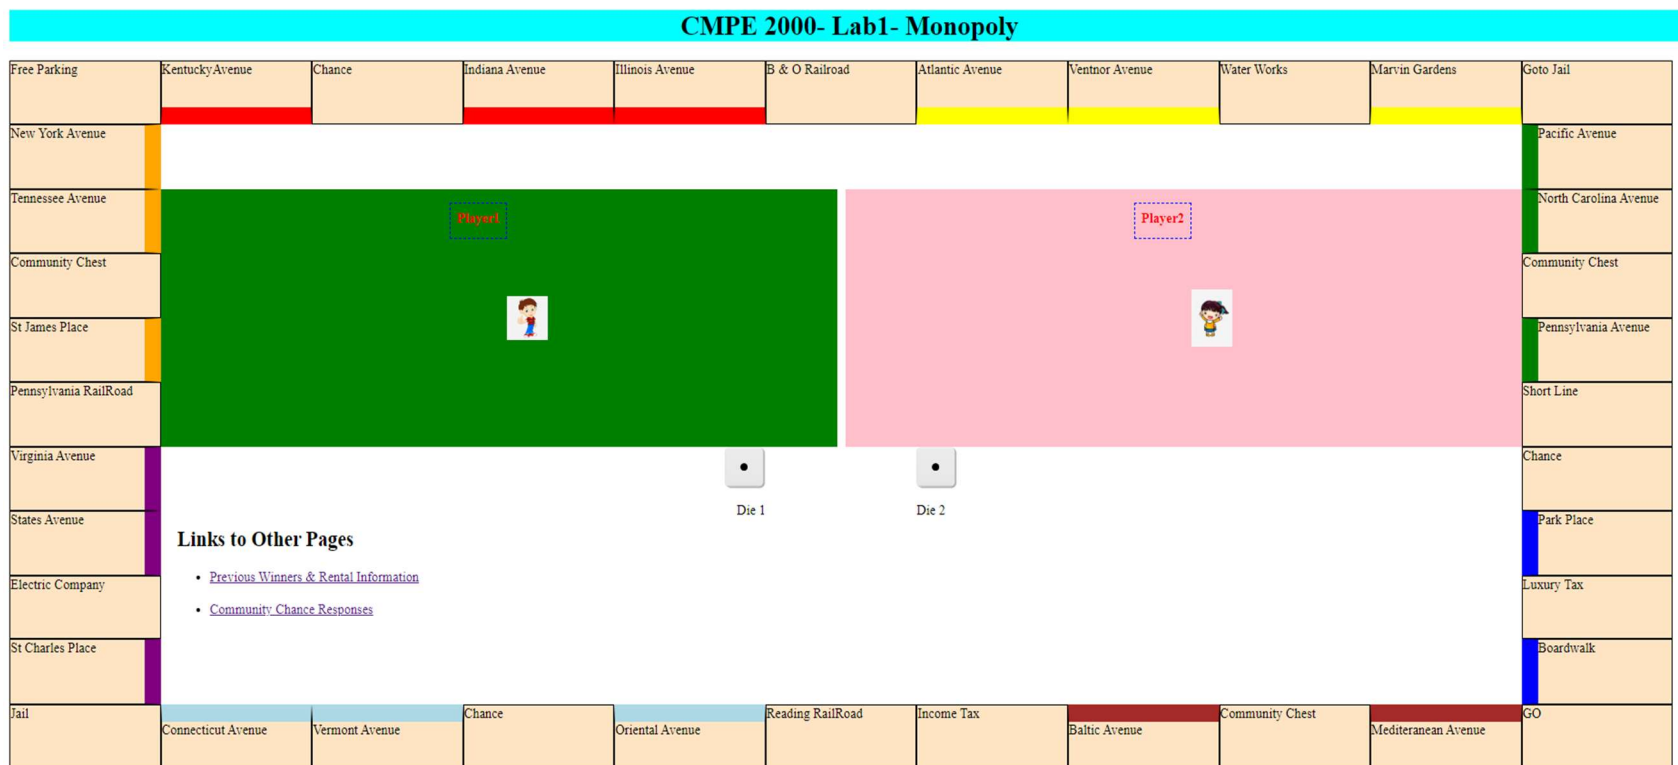 CMPE 2000- Lab1- Monopoly
Free Parking
Kentucky Avenue
Chance
Indiana Avenue
Illinois Avenue
B & O Railroad
Atlantic Avenue
Ventnor Avenue
Water Works
Marvin Gardens
Goto Jail
New York Avenue
Pacific Avenue
Tennessee Avenue
Player1
Player2
North Carolina Avenue
Community Chest
Community Chest
St James Place
Pennsylvania Avenue
Pennsylvania RailRoad
Short Line
Virginia Avenue
Chance
Die 1
Die 2
States Avenue
Park Place
Links to Other Pages
Previous Winners & Rental Information
Community Chance Responses
Electric Company
Luxury Tax
St Charles Place
Boardwalk
Jail
Connecticut Avenue
Vermont Avenue
Chance
Oriental Avenue
Reading RailRoad
Income Tax
Baltic Avenue
Community Chest
Mediteranean Avenue
GO